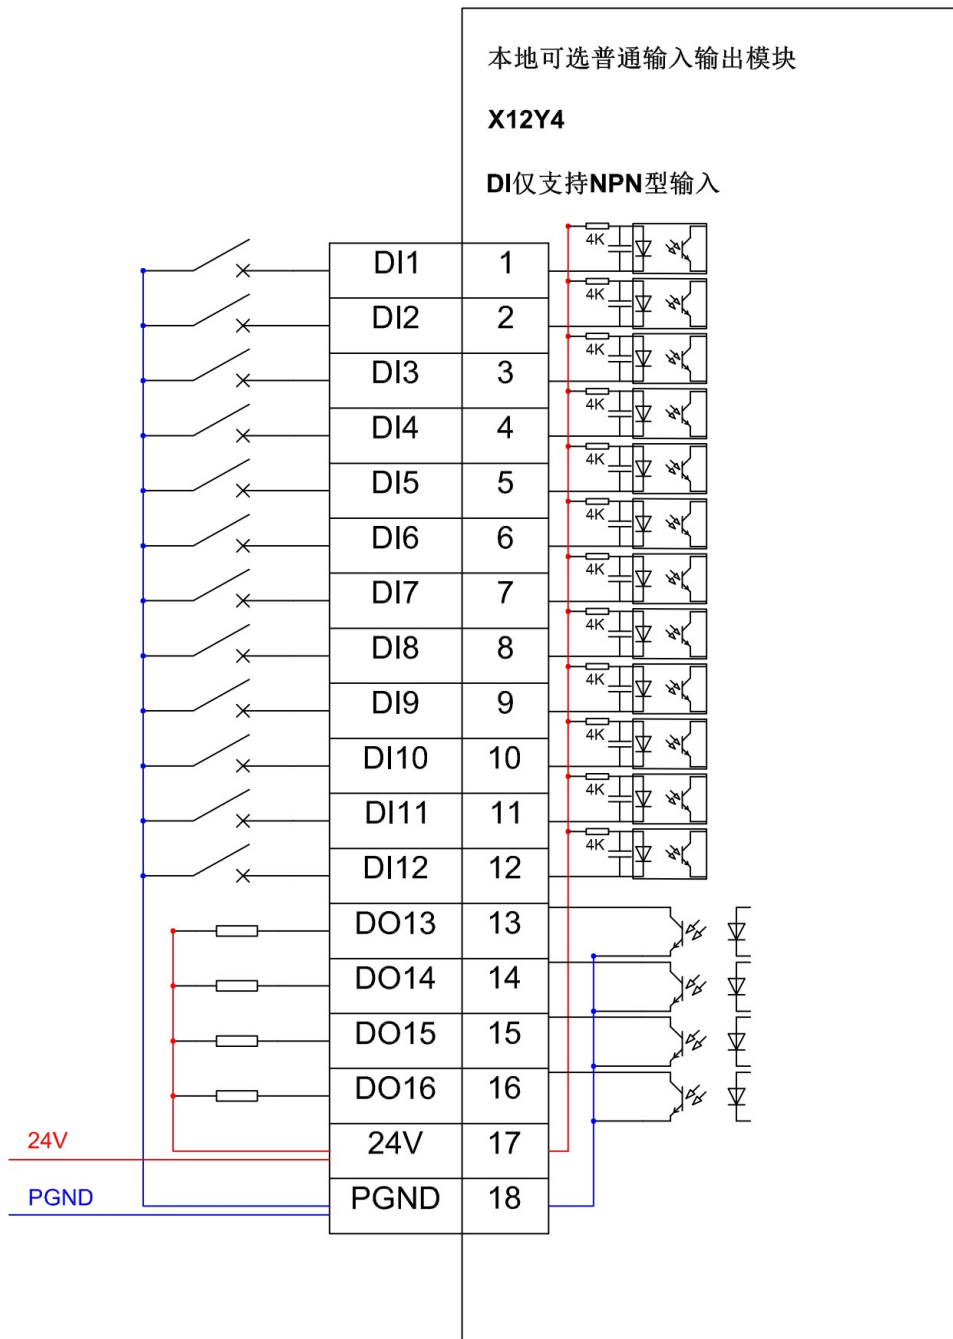 本地可选普通输入输出模块
X12Y4
DI仅支持NPN型输入
4K
DI1 1
4K
DI2 2
4K
DI3 3
4K
DI4 4
4K
DI5 5
4K
DI6 6
4K
DI7 7
4K
DI8 8
4K
DI9 9
4K
DI10 10
4K
DI11 11
4K
DI12 12
DO13 13
DO14 14
DO15 15
DO16 16
24V 24V 17
PGND PGND 18